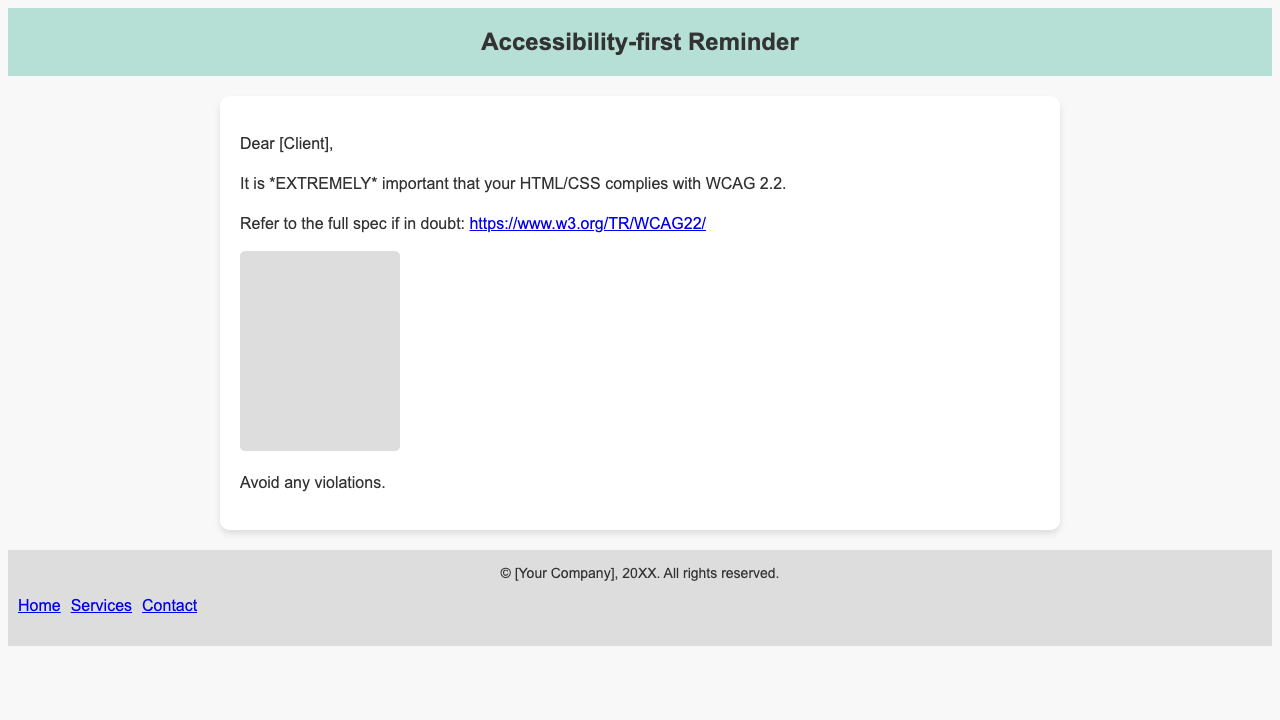 Accessibility-first Reminder
Dear [Client],
It is *EXTREMELY* important that your HTML/CSS complies with WCAG 2.2.
Refer to the full spec if in doubt: https://www.w3.org/TR/WCAG22/
Avoid any violations.
© [Your Company], 20XX. All rights reserved.
Home Services Contact